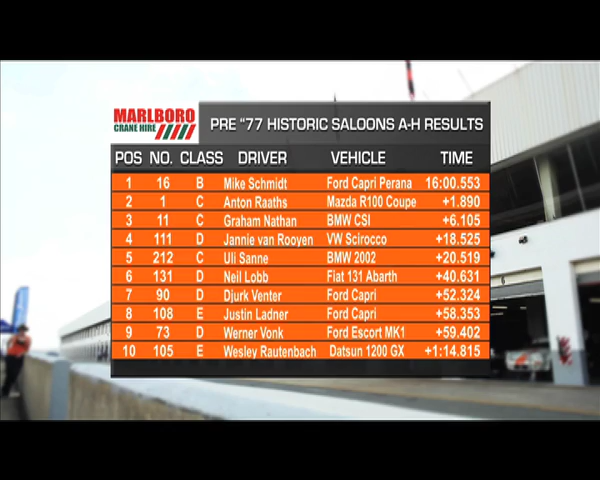 MARLBORO
CRANE HIRE
PRE “77 HISTORIC SALOONS A-H RESULTS
POS NO. CLASS DRIVER VEHICLE TIME
1 16 B Mike Schmidt Ford Capri Perana 16:00.553
2 1 C Anton Raaths Mazda R100 Coupe +1.890
3 11 C Graham Nathan BMW CSI +6.105
4 111 D Jannie van Rooyen VW Scirocco +18.525
5 212 C Uli Sanne BMW 2002 +20.519
6 131 D Neil Lobb Fiat 131 Abarth +40.631
7 90 D Djurk Venter Ford Capri +52.324
8 108 E Justin Ladner Ford Capri +58.353
9 73 D Werner Vonk Ford Escort MK1 +59.402
10 105 E Wesley Rautenbach Datsun 1200 GX +1:14.815